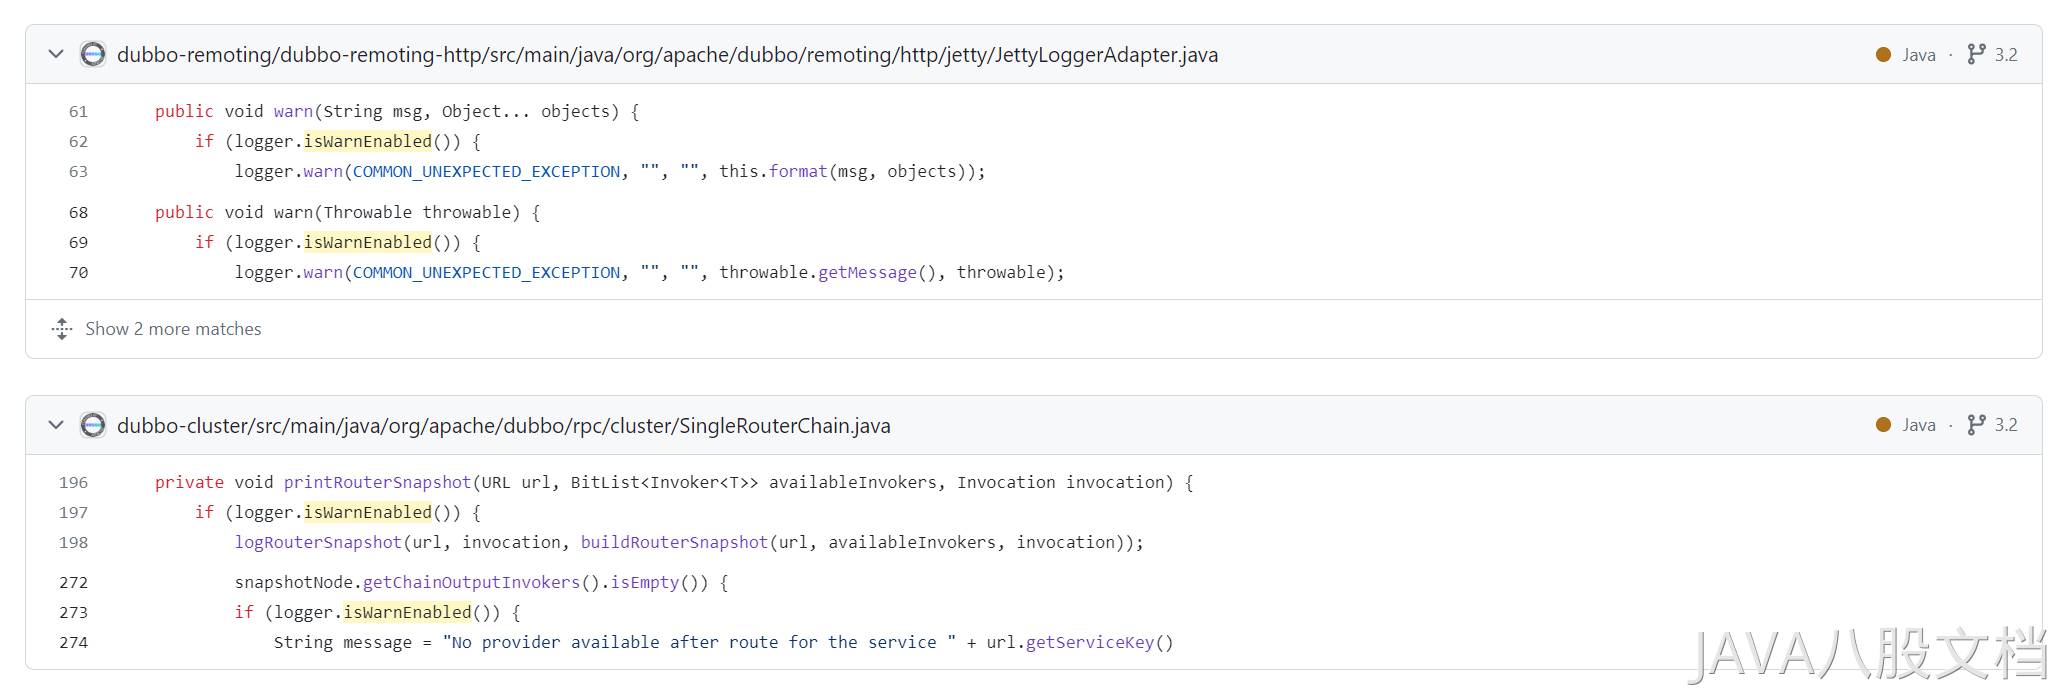 dubbo-remoting/dubbo-remoting-http/src/main/java/org/apache/dubbo/remoting/http/jetty/JettyLoggerAdapter.java Java · 3.2
61 public void warn(String msg, Object... objects) {
62 if (logger.isWarnEnabled()) {
63 logger.warn(COMMON_UNEXPECTED_EXCEPTION, "", "", this.format(msg, objects));
68 public void warn(Throwable throwable) {
69 if (logger.isWarnEnabled()) {
70 logger.warn(COMMON_UNEXPECTED_EXCEPTION, "", "", throwable.getMessage(), throwable);
Show 2 more matches
dubbo-cluster/src/main/java/org/apache/dubbo/rpc/cluster/SingleRouterChain.java Java · 3.2
196 private void printRouterSnapshot(URL url, BitList<Invoker<T>> availableInvokers, Invocation invocation) {
197 if (logger.isWarnEnabled()) {
198 logRouterSnapshot(url, invocation, buildRouterSnapshot(url, availableInvokers, invocation));
272 snapshotNode.getChainOutputInvokers().isEmpty()) {
273 if (logger.isWarnEnabled()) {
274 String message = "No provider available after route for the service " + url.getServiceKey()
JAVA八股文档